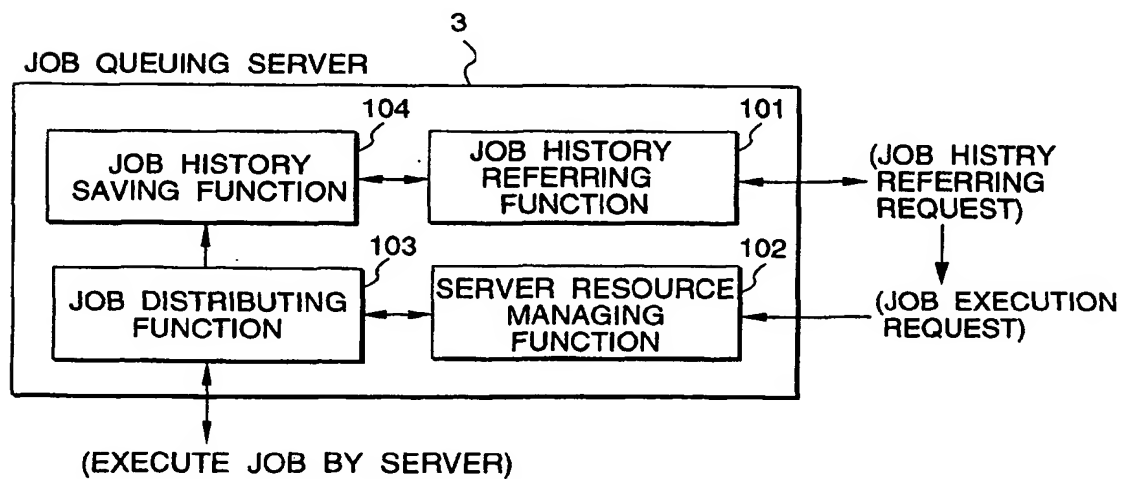 3
JOB QUEUING SERVER
104
JOB HISTORY
SAVING FUNCTION
101
JOB HISTORY
REFERRING
FUNCTION
(JOB HISTRY
REFERRING
REQUEST)
103
JOB DISTRIBUTING
FUNCTION
102
SERVER RESOURCE
MANAGING
FUNCTION
(JOB EXECUTION
REQUEST)
(EXECUTE JOB BY SERVER)